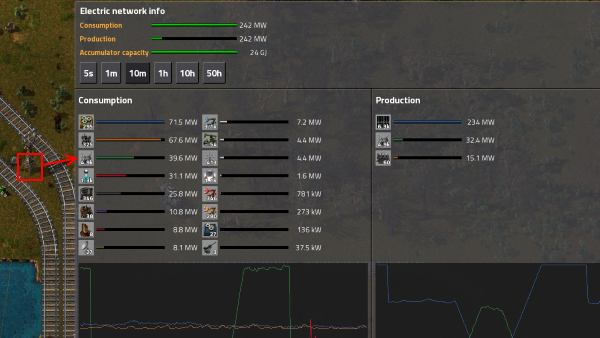 Electric network info
Consumption 242 MW
Production 242 MW
Accumulator capacity 24 GJ
5s 1m 10m 1h 10h 50h
Consumption
Production
71.5 MW 7.2 MW 234 MW
67.6 MW 4.4 MW 32.4 MW
39.6 MW 4.4 MW 15.1 MW
31.1 MW 1.6 MW
25.8 MW 781 kW
10.8 MW 273 kW
8.8 MW 136 kW
8.1 MW 37.5 kW